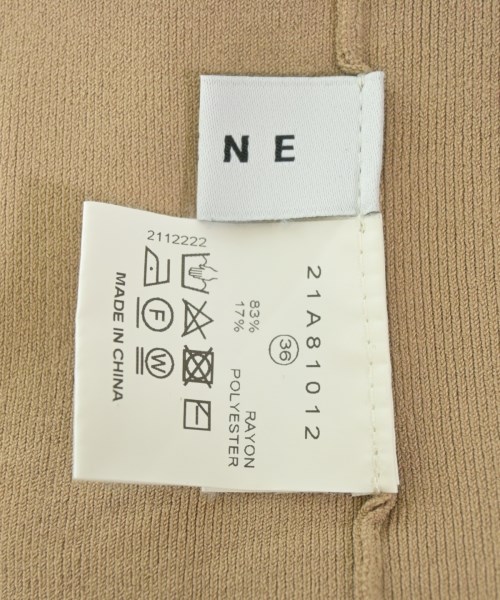 N E
2112222
21A81012
36
83% RAYON
17% POLYESTER
F
W
MADE IN CHINA